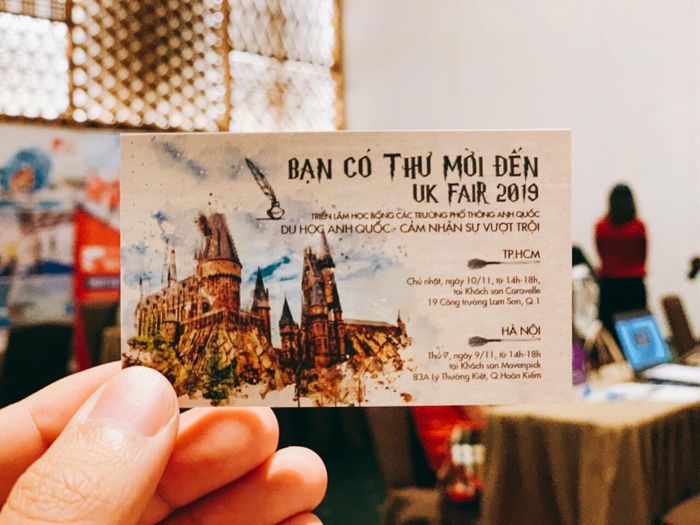 BẠN CÓ THƯ MỜI ĐẾN
UK FAIR 2019
TRIỂN LÃM HỌC BỔNG CÁC TRƯỜNG PHỔ THÔNG ANH QUỐC
DU HỌC ANH QUỐC - CẢM NHẬN SỰ VƯỢT TRỘI
TP.HCM
Chủ nhật, ngày 10/11, từ 14h-18h,
tại Khách sạn Caravelle
19 Công trường Lam Sơn, Q.1
HÀ NỘI
Thứ 7, ngày 9/11, từ 14h-18h
tại Khách sạn Mavenpick
83A Lý Thường Kiệt, Q.Hoàn Kiếm